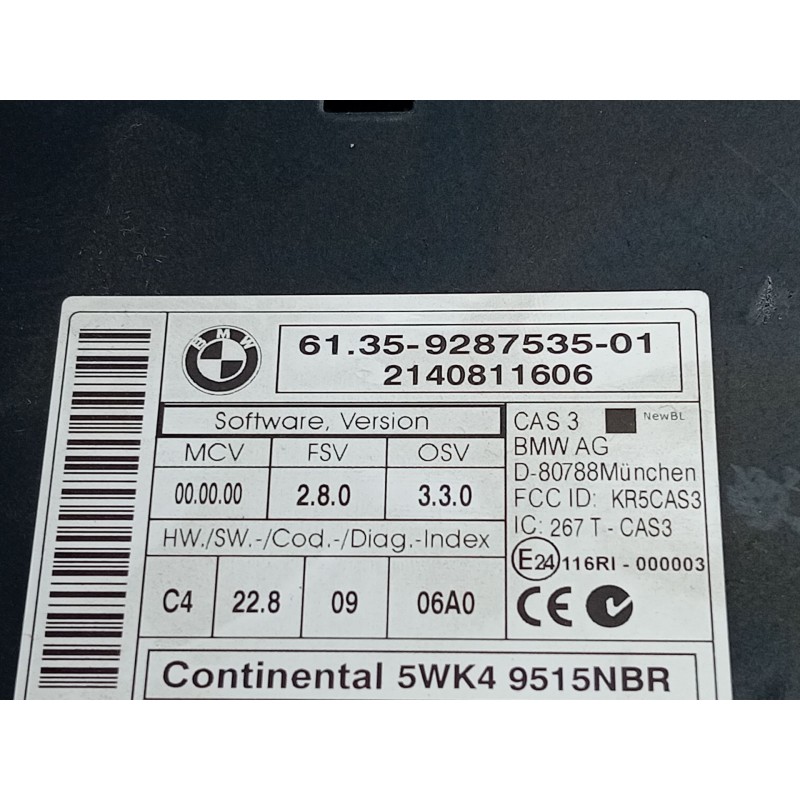 BMW
61.35-9287535-01
2140811606
Software, Version
MCV FSV OSV
00.00.00 2.8.0 3.3.0
HW./SW.-/Cod.-/Diag.-Index
C4 22.8 09 06A0
CAS 3 NewBL
BMW AG
D-80788München
FCC ID: KR5CAS3
IC: 267 T - CAS3
E24 116RI - 000003
CE
Continental 5WK4 9515NBR